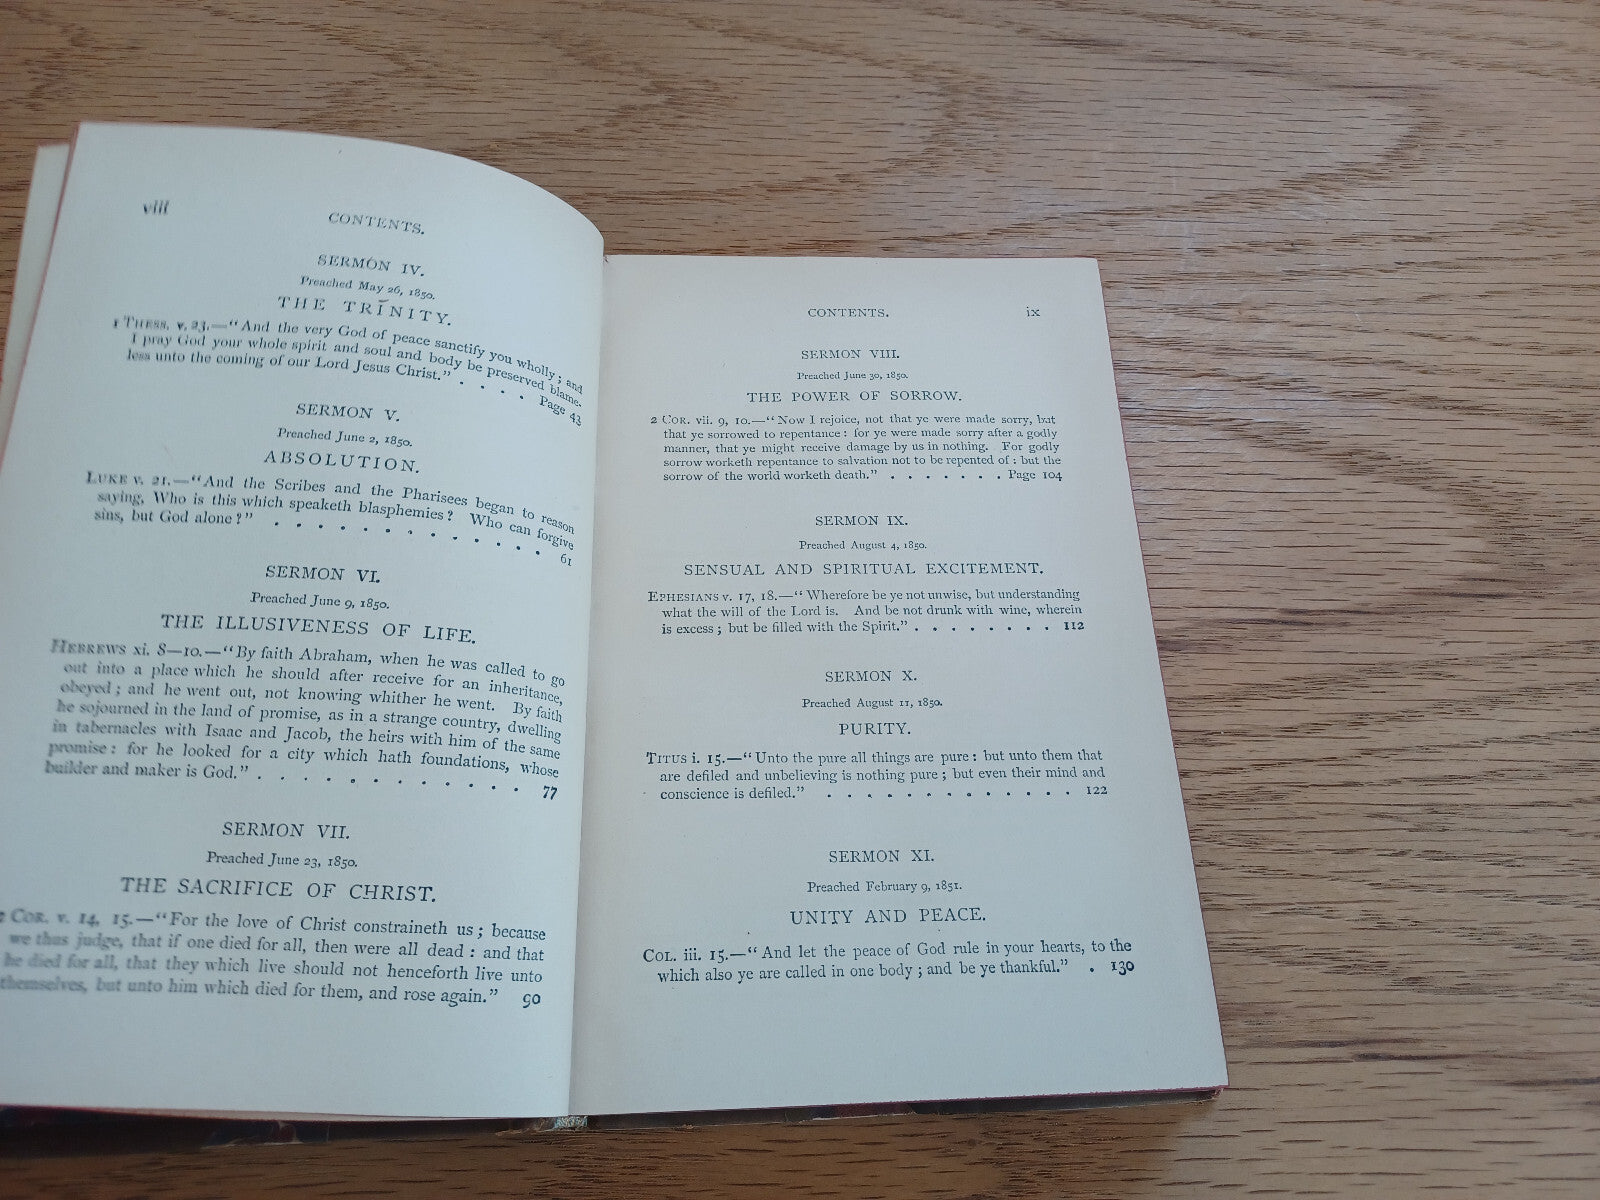 viii
CONTENTS.
SERMON IV.
Preached May 26, 1850.
THE TRINITY.
1 THESS. v. 23.—“And the very God of peace sanctify you wholly; and
I pray God your whole spirit and soul and body be preserved blame-
less unto the coming of our Lord Jesus Christ.” . . . . Page 43
SERMON V.
Preached June 2, 1850.
ABSOLUTION.
LUKE v. 21.—“And the Scribes and the Pharisees began to reason
saying, Who is this which speaketh blasphemies? Who can forgive
sins, but God alone?” . . . . . . . . . . . . 61
SERMON VI.
Preached June 9, 1850.
THE ILLUSIVENESS OF LIFE.
HEBREWS xi. 8—10.—“By faith Abraham, when he was called to go
out into a place which he should after receive for an inheritance,
obeyed; and he went out, not knowing whither he went. By faith
he sojourned in the land of promise, as in a strange country, dwelling
in tabernacles with Isaac and Jacob, the heirs with him of the same
promise: for he looked for a city which hath foundations, whose
builder and maker is God.” . . . . . . . . . . . . 77
SERMON VII.
Preached June 23, 1850.
THE SACRIFICE OF CHRIST.
COR. v. 14, 15.—“For the love of Christ constraineth us; because
we thus judge, that if one died for all, then were all dead: and that
he died for all, that they which live should not henceforth live unto
themselves, but unto him which died for them, and rose again.” 90
CONTENTS. ix
SERMON VIII.
Preached June 30, 1850.
THE POWER OF SORROW.
2 COR. vii. 9, 10.—“Now I rejoice, not that ye were made sorry, but
that ye sorrowed to repentance: for ye were made sorry after a godly
manner, that ye might receive damage by us in nothing. For godly
sorrow worketh repentance to salvation not to be repented of: but the
sorrow of the world worketh death.” . . . . . . . Page 104
SERMON IX.
Preached August 4, 1850.
SENSUAL AND SPIRITUAL EXCITEMENT.
EPHESIANS v. 17, 18.—“Wherefore be ye not unwise, but understanding
what the will of the Lord is. And be not drunk with wine, wherein
is excess; but be filled with the Spirit.” . . . . . . . . 112
SERMON X.
Preached August 11, 1850.
PURITY.
TITUS i. 15.—“Unto the pure all things are pure: but unto them that
are defiled and unbelieving is nothing pure; but even their mind and
conscience is defiled.” . . . . . . . . . . . . . 122
SERMON XI.
Preached February 9, 1851.
UNITY AND PEACE.
COL. iii. 15.—“And let the peace of God rule in your hearts, to the
which also ye are called in one body; and be ye thankful.” . 130